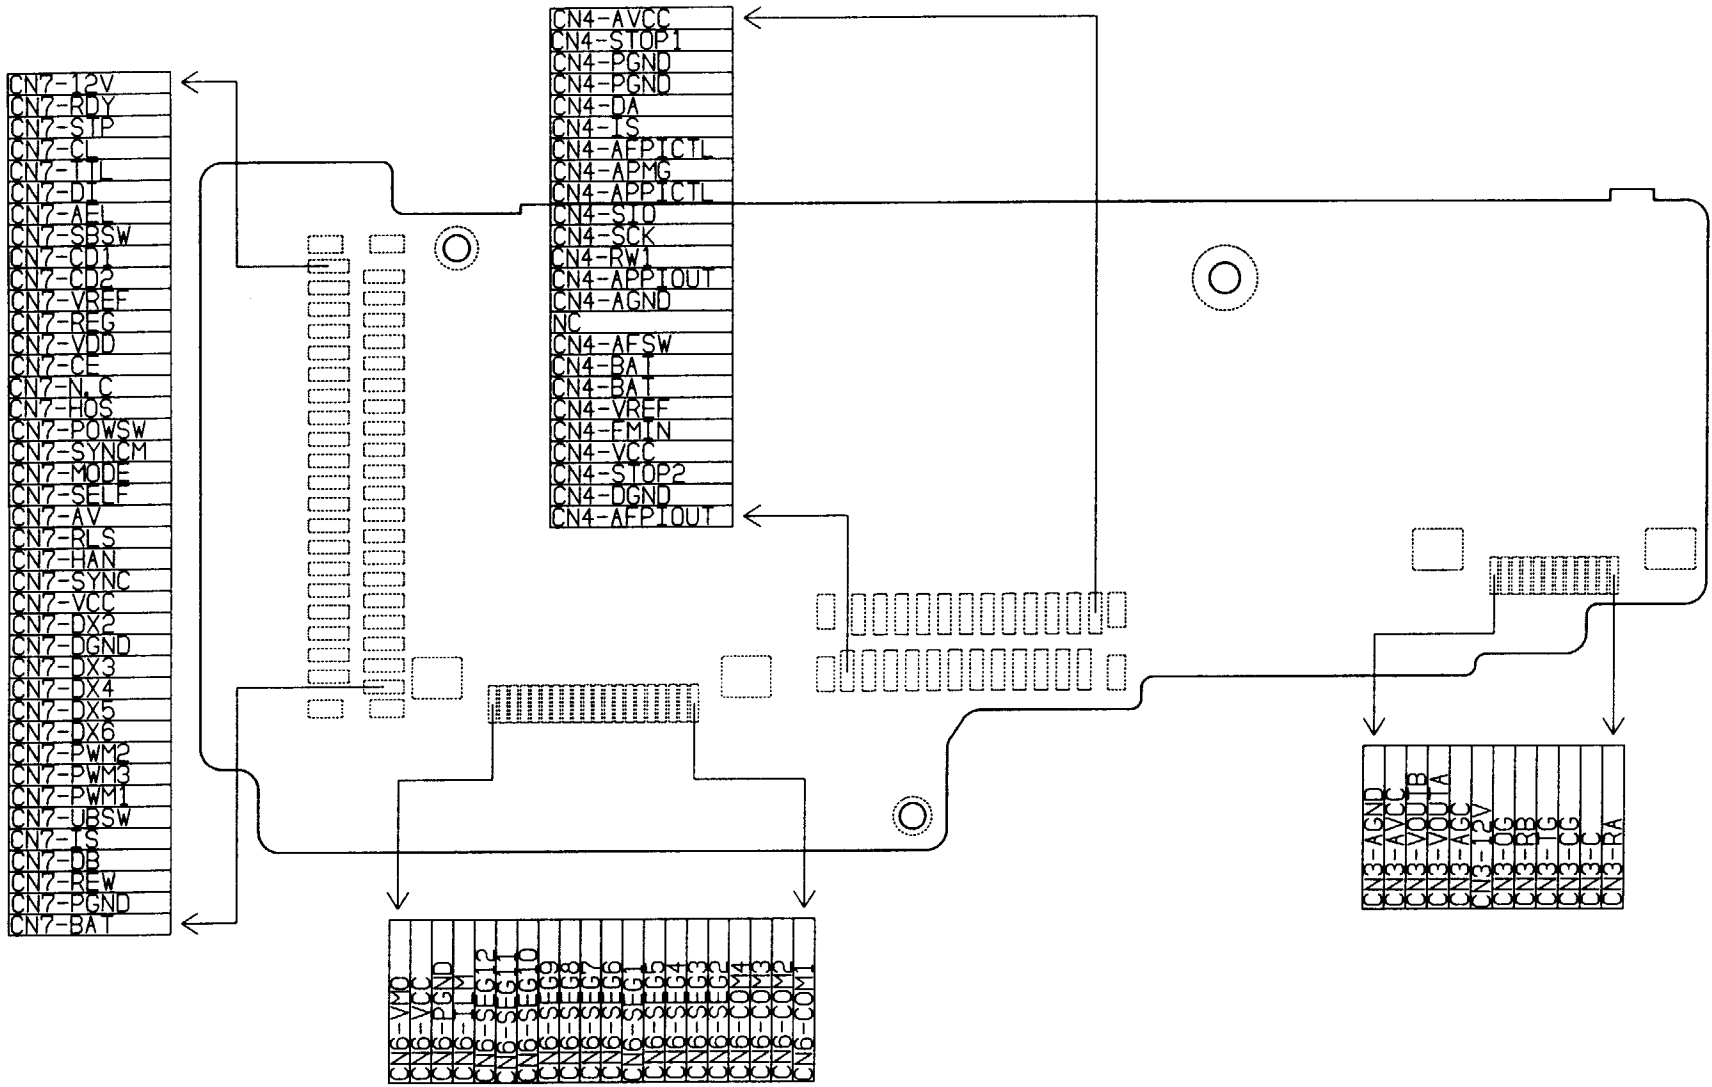 CN7-12V
CN7-RDY
CN7-STP
CN7-CL
CN7-TTL
CN7-DI
CN7-AEL
CN7-SBSW
CN7-CD1
CN7-CD2
CN7-VREF
CN7-REG
CN7-VDD
CN7-CE
CN7-N.C
CN7-HOS
CN7-POWSW
CN7-SYNCM
CN7-MODE
CN7-SELF
CN7-AV
CN7-RLS
CN7-HAN
CN7-SYNC
CN7-VCC
CN7-DX2
CN7-DGND
CN7-DX3
CN7-DX4
CN7-DX5
CN7-DX6
CN7-PWM2
CN7-PWM3
CN7-PWM1
CN7-UBSW
CN7-IS
CN7-DB
CN7-REW
CN7-PGND
CN7-BAT
CN4-AVCC
CN4-STOP1
CN4-PGND
CN4-PGND
CN4-DA
CN4-IS
CN4-AFPICTL
CN4-APMG
CN4-APPICTL
CN4-SIO
CN4-SCK
CN4-RW1
CN4-APPIOUT
CN4-AGND
NC
CN4-AFSW
CN4-BAT
CN4-BAT
CN4-VREF
CN4-FMIN
CN4-VCC
CN4-STOP2
CN4-DGND
CN4-AFPIOUT
CN6-VMO
CN6-VCC
CN6-PGND
CN6-ILM
CN6-SEG12
CN6-SEG11
CN6-SEG10
CN6-SEG9
CN6-SEG8
CN6-SEG7
CN6-SEG6
CN6-SEG1
CN6-SEG5
CN6-SEG4
CN6-SEG3
CN6-SEG2
CN6-COM4
CN6-COM3
CN6-COM2
CN6-COM1
CN3-AGND
CN3-AVCC
CN3-VOUTB
CN3-VOUTA
CN3-AGC
CN3-12V
CN3-OG
CN3-RB
CN3-TG
CN3-CG
CN3-C
CN3-RA